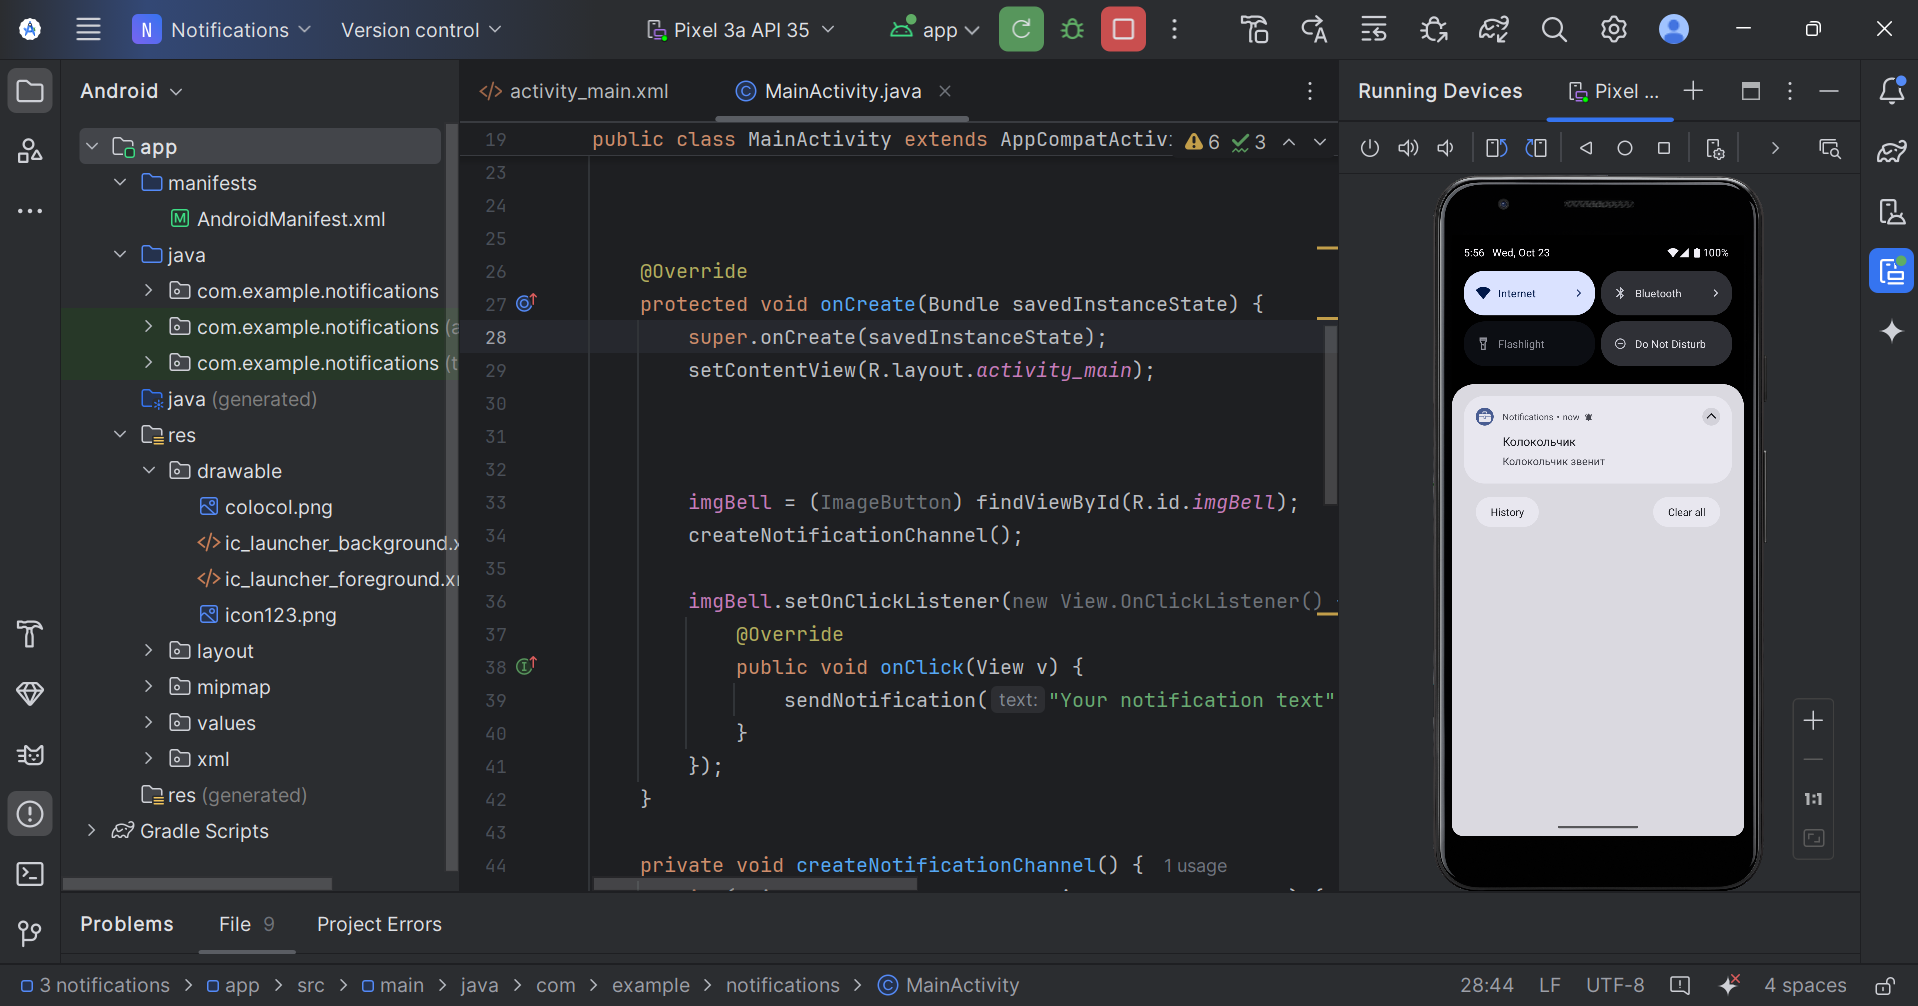 N Notifications Version control Pixel 3a API 35 app
Android
app
manifests
M AndroidManifest.xml
java
com.example.notifications
com.example.notifications
com.example.notifications
java (generated)
res
drawable
colocol.png
ic_launcher_background.x
ic_launcher_foreground.x
icon123.png
layout
mipmap
values
xml
res (generated)
Gradle Scripts
activity_main.xml MainActivity.java
19 public class MainActivity extends AppCompatActiv 6 3
23
24
25
26 @Override
27 protected void onCreate(Bundle savedInstanceState) {
28 super.onCreate(savedInstanceState);
29 setContentView(R.layout.activity_main);
30
31
32
33 imgBell = (ImageButton) findViewById(R.id.imgBell);
34 createNotificationChannel();
35
36 imgBell.setOnClickListener(new View.OnClickListener()
37 @Override
38 public void onClick(View v) {
39 sendNotification( text: "Your notification text"
40 }
41 });
42 }
43
44 private void createNotificationChannel() { 1 usage
Running Devices Pixel ...
5:56 Wed, Oct 23 100%
Internet Bluetooth
Flashlight Do Not Disturb
Notifications • now
Колокольчик
Колокольчик звенит
History Clear all
1:1
Problems File 9 Project Errors
3 notifications > app > src > main > java > com > example > notifications > MainActivity 28:44 LF UTF-8 4 spaces